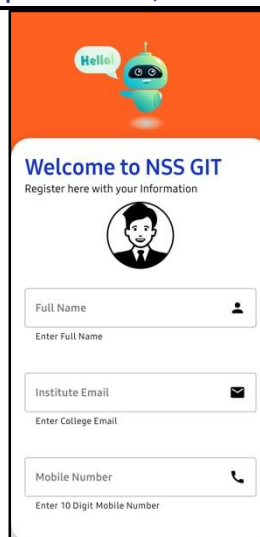 Hello!
Welcome to NSS GIT
Register here with your Information
Full Name
Enter Full Name
Institute Email
Enter College Email
Mobile Number
Enter 10 Digit Mobile Number